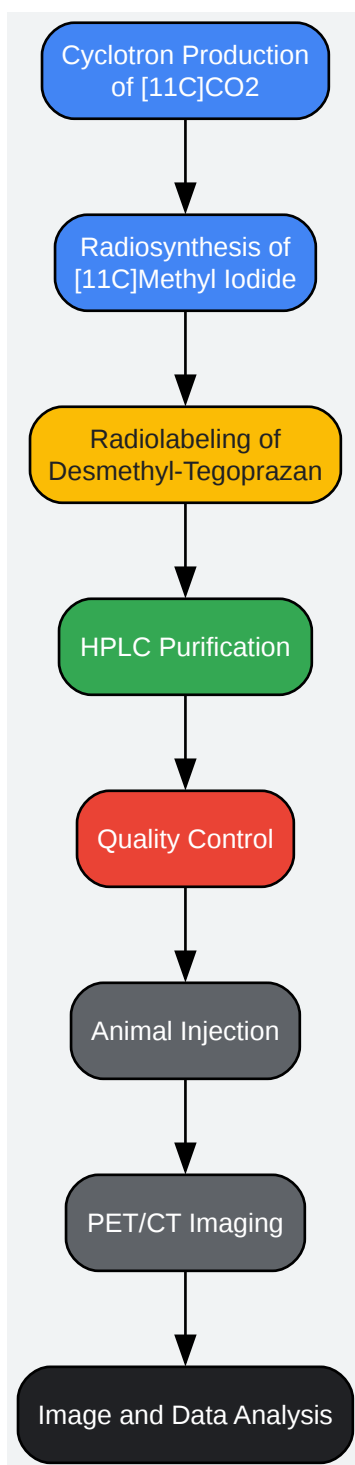 Cyclotron Production
of [11C]CO2
Radiosynthesis of
[11C]Methyl Iodide
Radiolabeling of
Desmethyl-Tegoprazan
HPLC Purification
Quality Control
Animal Injection
PET/CT Imaging
Image and Data Analysis